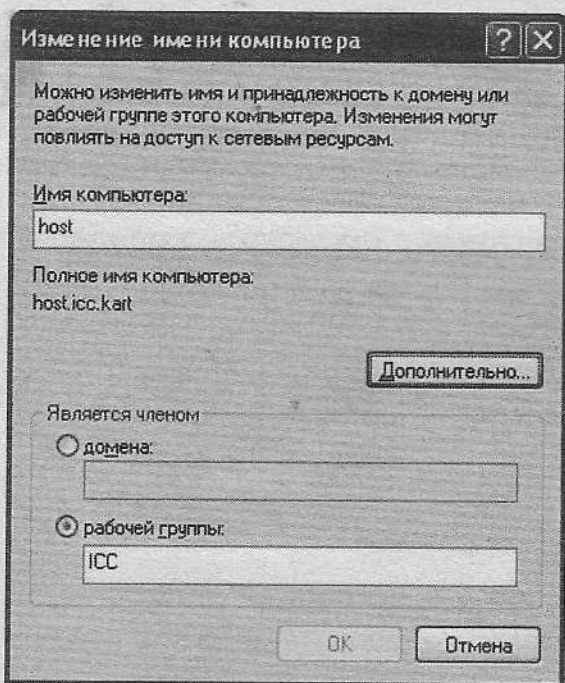 Изменение имени компьютера
Можно изменить имя и принадлежность к домену или
рабочей группе этого компьютера. Изменения могут
повлиять на доступ к сетевым ресурсам.
Имя компьютера:
host
Полное имя компьютера:
host.icc.kart
Дополнительно...
Является членом
домена:
рабочей группы:
ICC
OK
Отмена